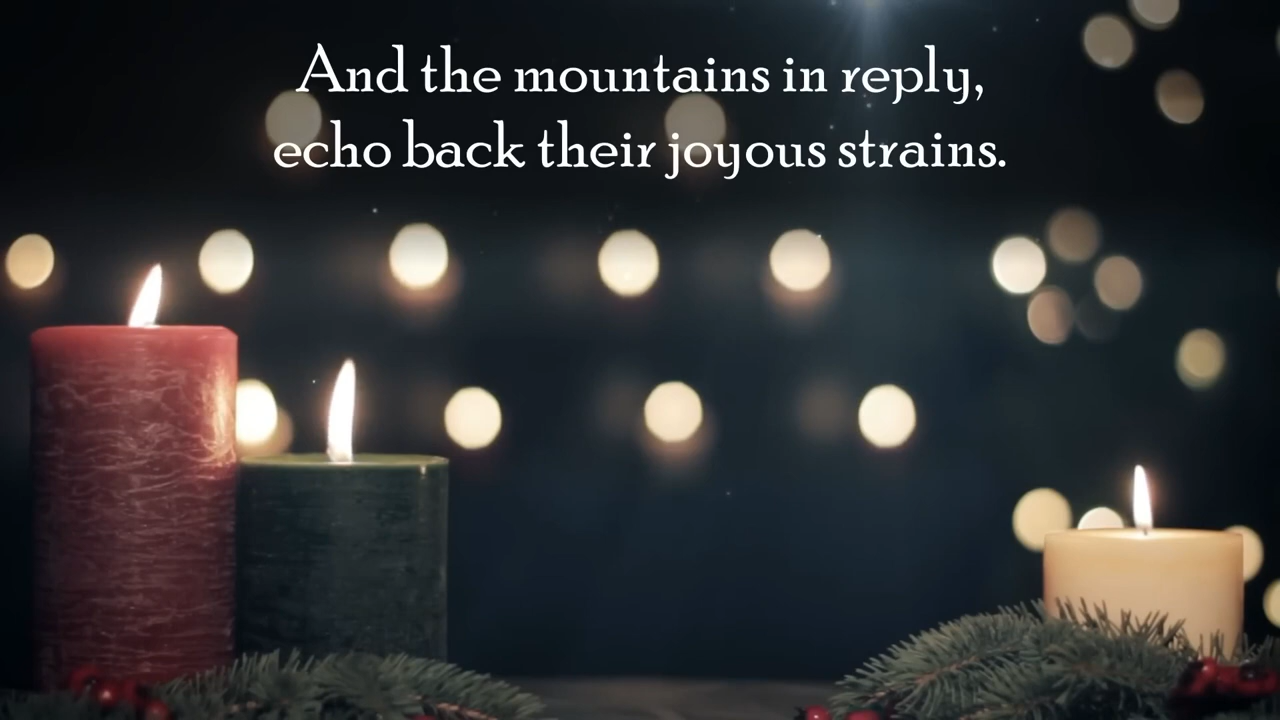 And the mountains in reply,
echo back their joyous strains.